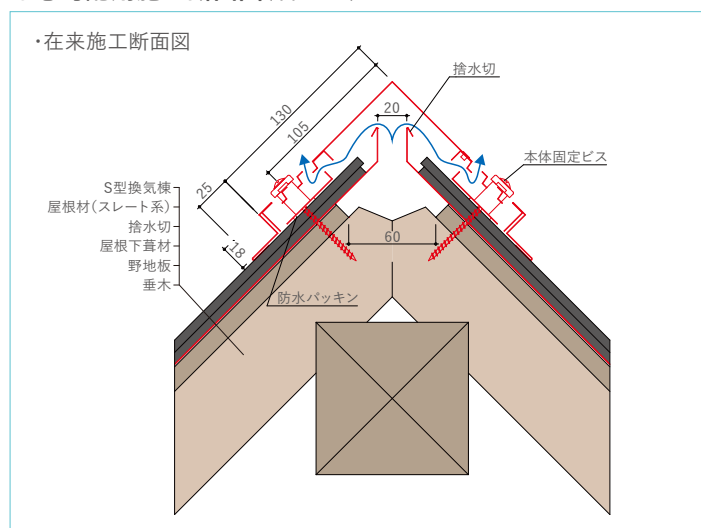 ・在来施工断面図
捨水切
20
130
105
本体固定ビス
25
S型換気棟
屋根材(スレート系)
捨水切
屋根下葺材
野地板
垂木
18
60
防水パッキン